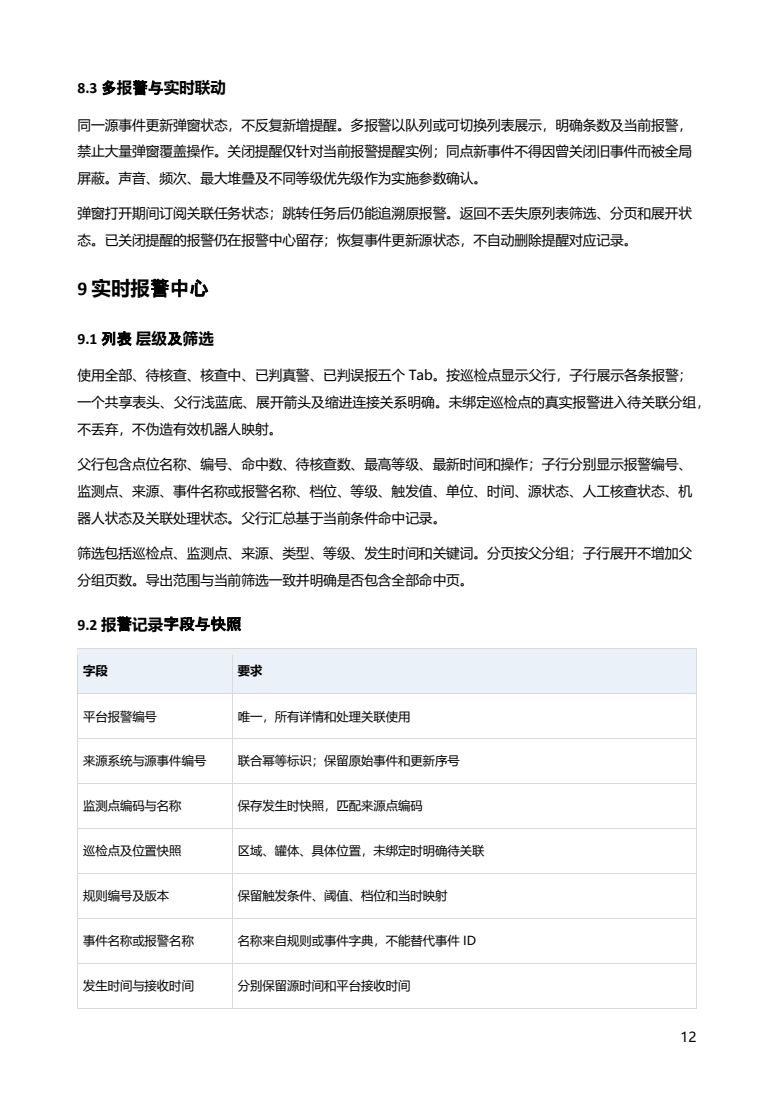 8.3 多报警与实时联动
同一源事件更新弹窗状态，不反复新增提醒。多报警以队列或可切换列表展示，明确条数及当前报警，
禁止大量弹窗覆盖操作。关闭提醒仅针对当前报警提醒实例；同点新事件不得因曾关闭旧事件而被全局
屏蔽。声音、频次、最大堆叠及不同等级优先级作为实施参数确认。
弹窗打开期间订阅关联任务状态；跳转任务后仍能追溯原报警。返回不丢失原列表筛选、分页和展开状
态。已关闭提醒的报警仍在报警中心留存；恢复事件更新源状态，不自动删除提醒对应记录。
9 实时报警中心
9.1 列表 层级及筛选
使用全部、待核查、核查中、已判真警、已判误报五个 Tab。按巡检点显示父行，子行展示各条报警；
一个共享表头、父行浅蓝底、展开箭头及缩进连接关系明确。未绑定巡检点的真实报警进入待关联分组，
不丢弃，不伪造有效机器人映射。
父行包含点位名称、编号、命中数、待核查数、最高等级、最新时间和操作；子行分别显示报警编号、
监测点、来源、事件名称或报警名称、档位、等级、触发值、单位、时间、源状态、人工核查状态、机
器人状态及关联处理状态。父行汇总基于当前条件命中记录。
筛选包括巡检点、监测点、来源、类型、等级、发生时间和关键词。分页按父分组；子行展开不增加父
分组页数。导出范围与当前筛选一致并明确是否包含全部命中页。
9.2 报警记录字段与快照
字段 要求
平台报警编号 唯一，所有详情和处理关联使用
来源系统与源事件编号 联合幂等标识；保留原始事件和更新序号
监测点编码与名称 保存发生时快照，匹配来源点编码
巡检点及位置快照 区域、罐体、具体位置，未绑定时明确待关联
规则编号及版本 保留触发条件、阈值、档位和当时映射
事件名称或报警名称 名称来自规则或事件字典，不能替代事件 ID
发生时间与接收时间 分别保留源时间和平台接收时间
12